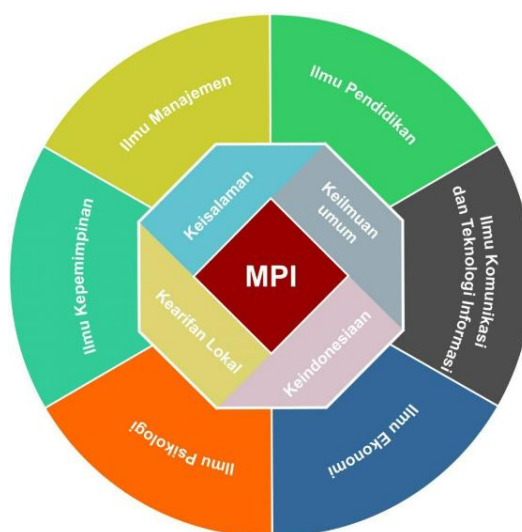 Ilmu Manajemen
Ilmu Pendidikan
Ilmu Komunikasi
dan Teknologi Informasi
Ilmu Ekonomi
Ilmu Psikologi
Ilmu Kepemimpinan
Keisalaman
Keilmuan
umum
Keindonesiaan
Kearifan Lokal
MPI